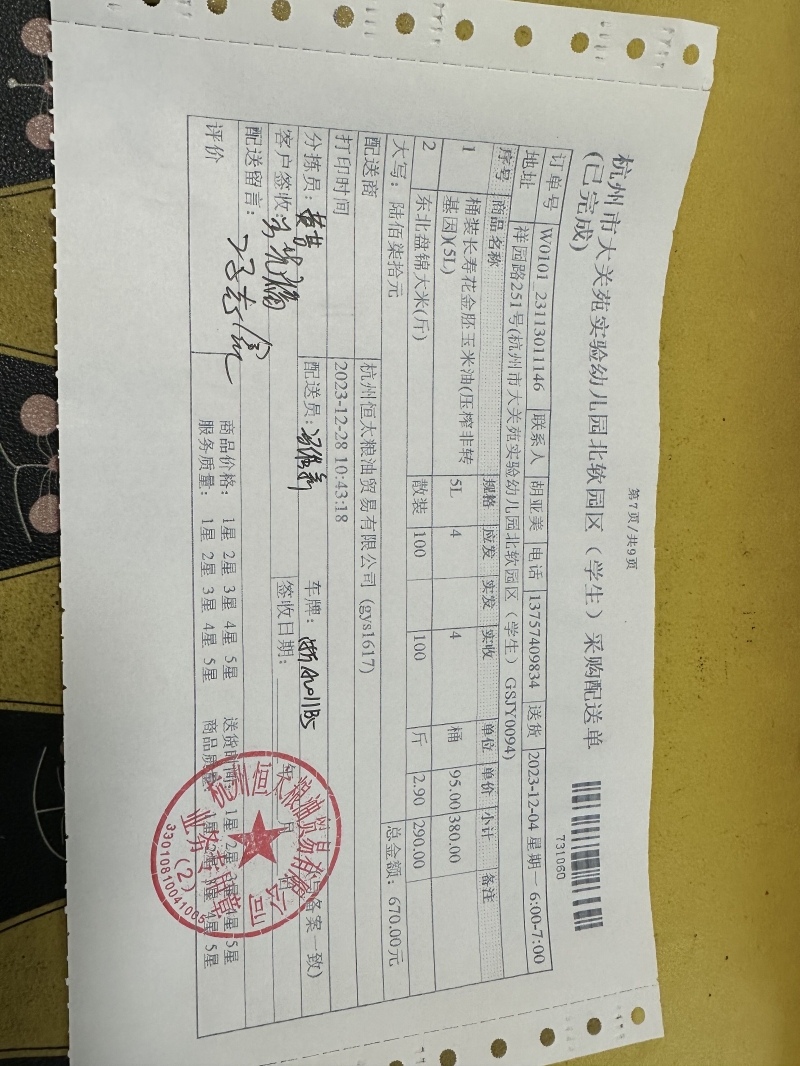 第7页/共9页
杭州市大关苑实验幼儿园北软园区（学生）采购配送单
(已完成)
731060
订单号 W0101_23113011146 联系人 胡亚美 电话 13757409834 送货 2023-12-04 星期一 6:00-7:00
地址 祥园路251号(杭州市大关苑实验幼儿园北软园区（学生）GSJY0094)
序号 商品名称 规格 应发 实发 实收 单位 单价 小计 备注
1 桶装长寿花金胚玉米油(压榨非转基因)(5L) 5L 4 4 桶 95.00 380.00
2 东北盘锦大米(斤) 散装 100 100 斤 2.90 290.00
大写：陆佰柒拾元 总金额：670.00元
配送商 杭州恒太粮油贸易有限公司 (gys1617)
打印时间 2023-12-28 10:43:18
分拣员： 配送员： 车牌： 与备案一致)
客户签收: 签收日期： 年 月
配送留言：
评价 商品价格： 1星 2星 3星 4星 5星 送货时间： 1星 2星 3星 4星 5星
服务质量： 1星 2星 3星 4星 5星 商品质量： 1星 2星 3星 4星 5星
杭州恒太粮油贸易有限公司
业务专用章
(2)